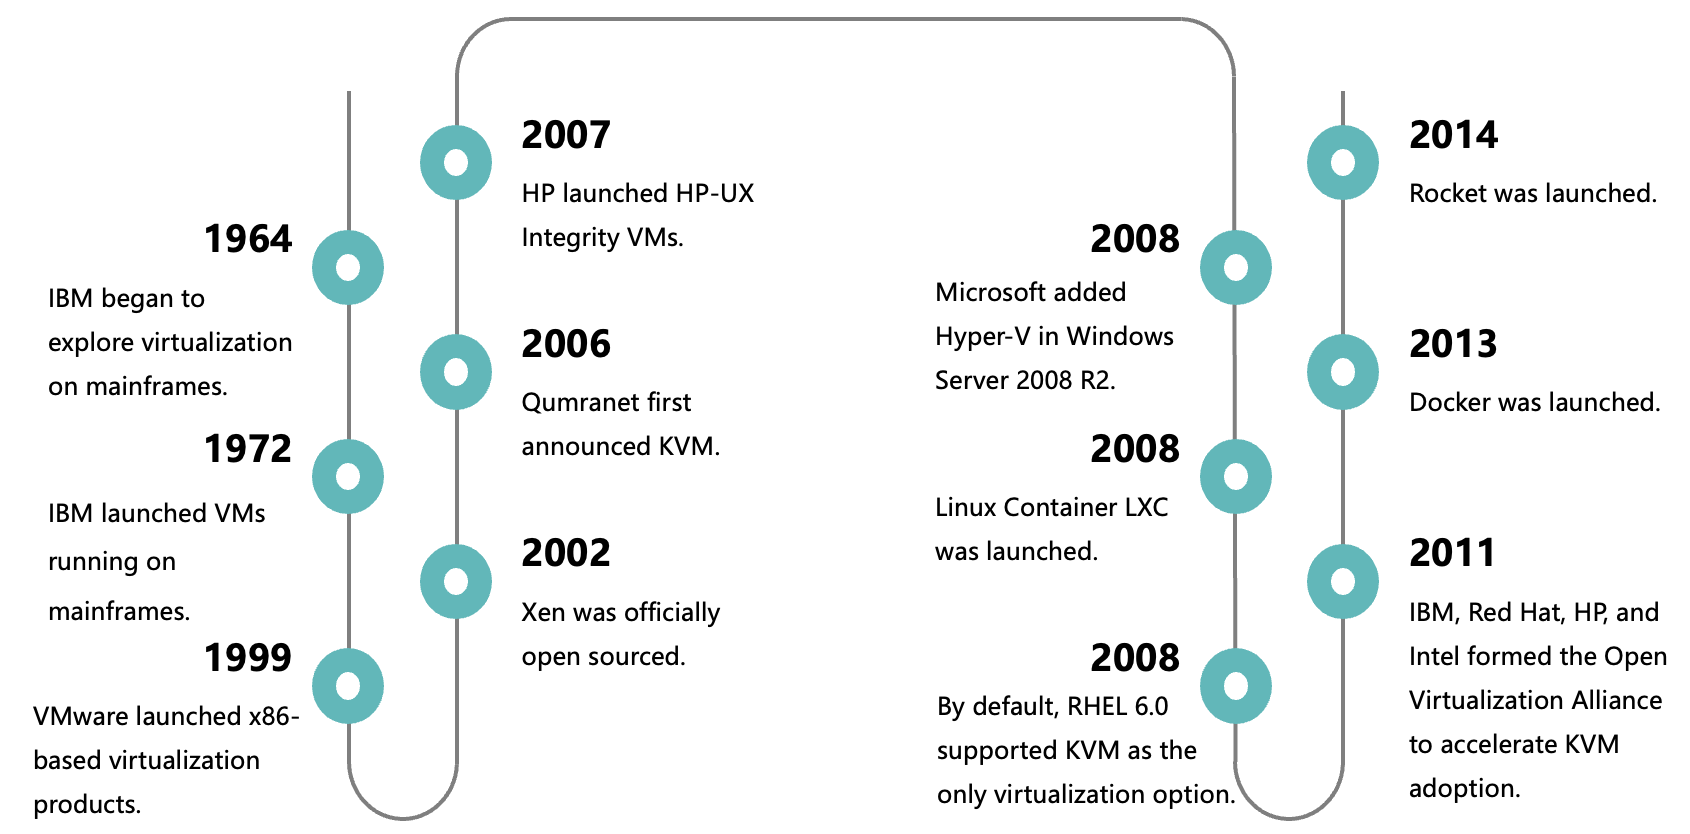 1964
IBM began to
explore virtualization
on mainframes.
1972
IBM launched VMs
running on
mainframes.
1999
VMware launched x86-
based virtualization
products.
2007
HP launched HP-UX
Integrity VMs.
2006
Qumranet first
announced KVM.
2002
Xen was officially
open sourced.
2008
Microsoft added
Hyper-V in Windows
Server 2008 R2.
2008
Linux Container LXC
was launched.
2008
By default, RHEL 6.0
supported KVM as the
only virtualization option.
2014
Rocket was launched.
2013
Docker was launched.
2011
IBM, Red Hat, HP, and
Intel formed the Open
Virtualization Alliance
to accelerate KVM
adoption.